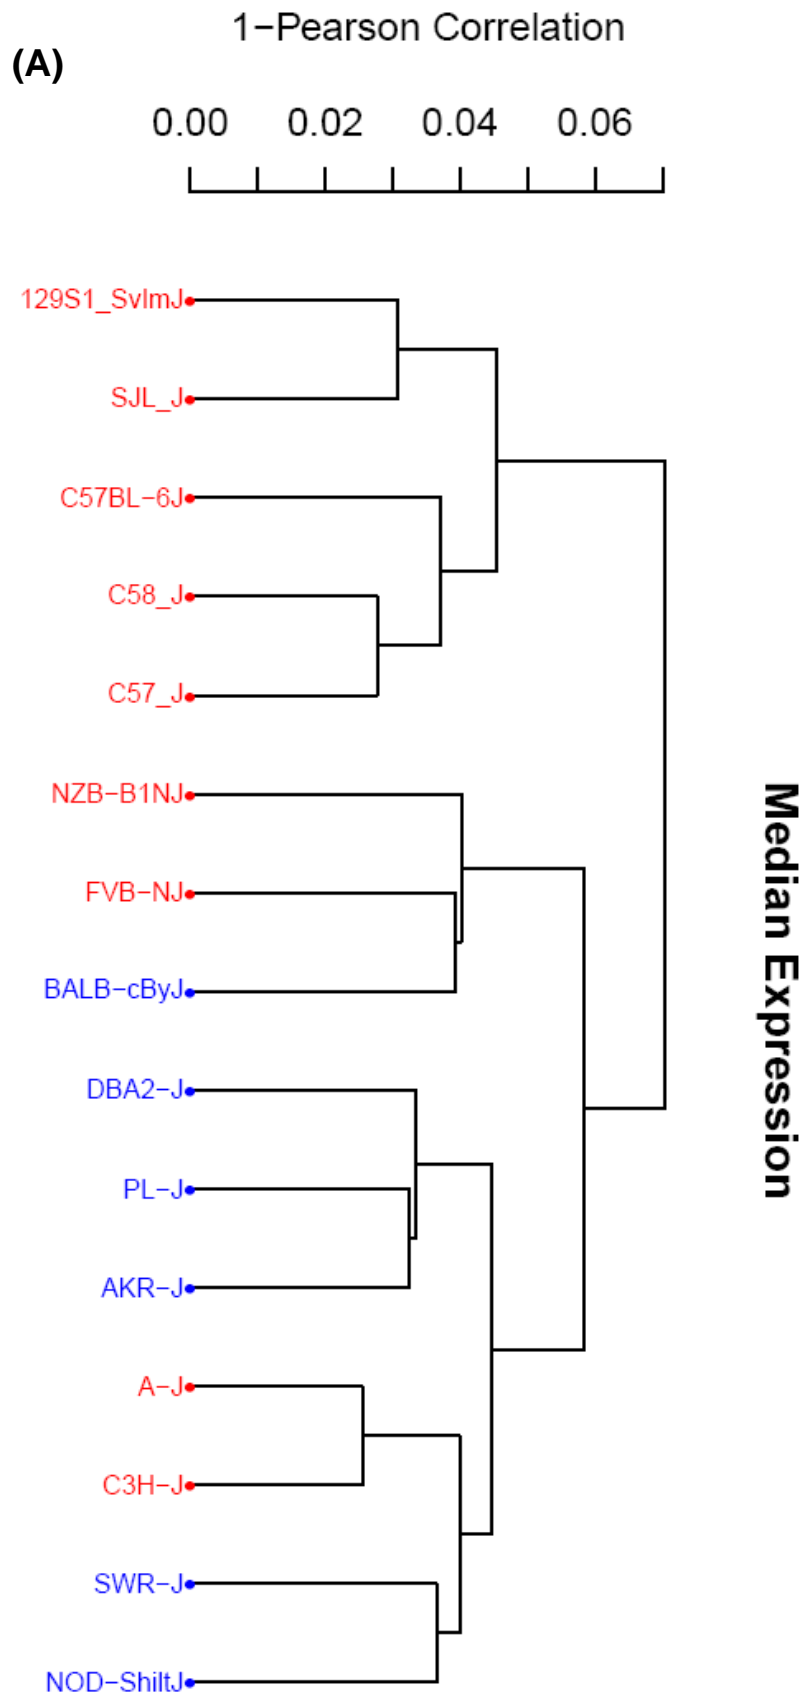 1−Pearson Correlation
(A)
0.00 0.02 0.04 0.06
129S1_SvlmJ
SJL_J
C57BL−6J
C58_J
C57_J
NZB−B1NJ
FVB−NJ
BALB−cByJ
DBA2−J
PL−J
AKR−J
A−J
C3H−J
SWR−J
NOD−ShiltJ
Median Expression